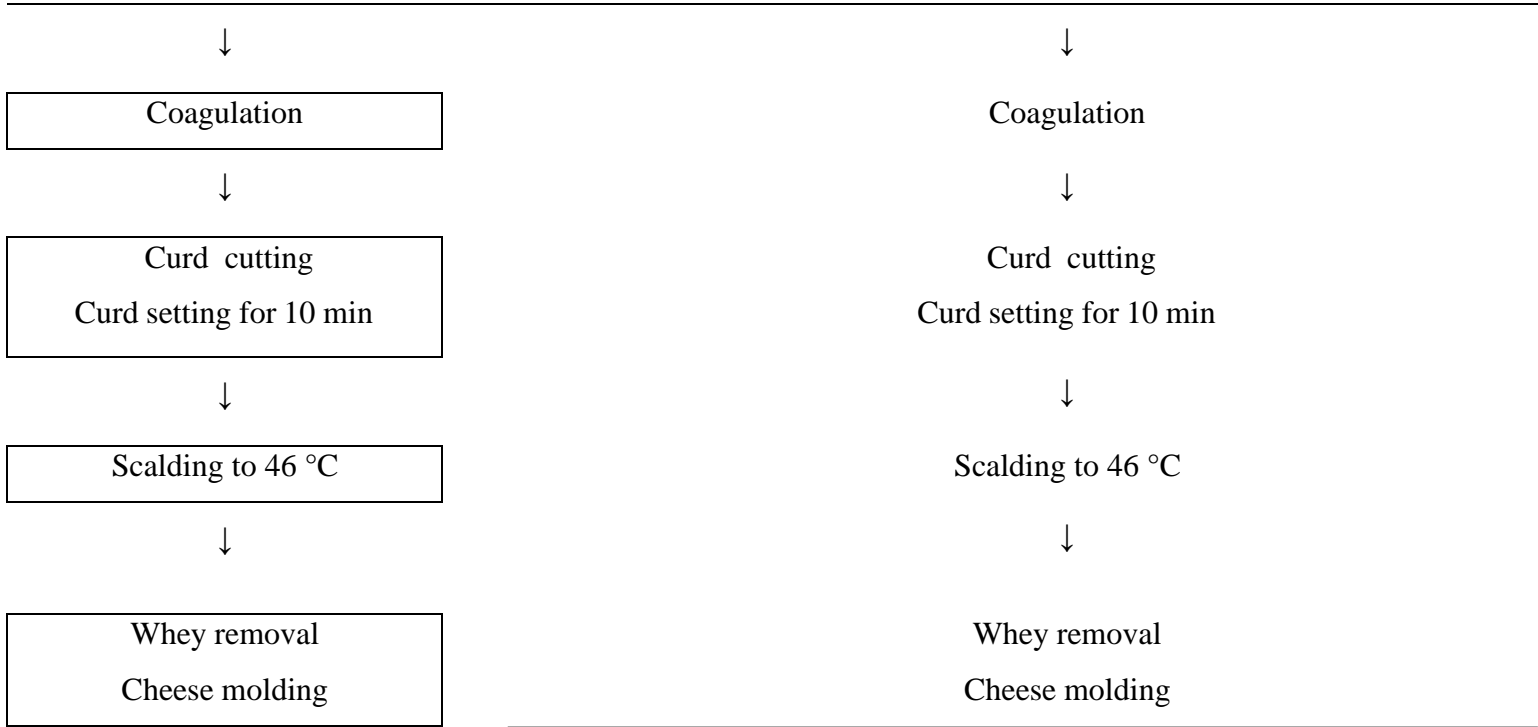 ↓ ↓
Coagulation Coagulation
↓ ↓
Curd cutting Curd cutting
Curd setting for 10 min Curd setting for 10 min
↓ ↓
Scalding to 46 °C Scalding to 46 °C
↓ ↓
Whey removal Whey removal
Cheese molding Cheese molding